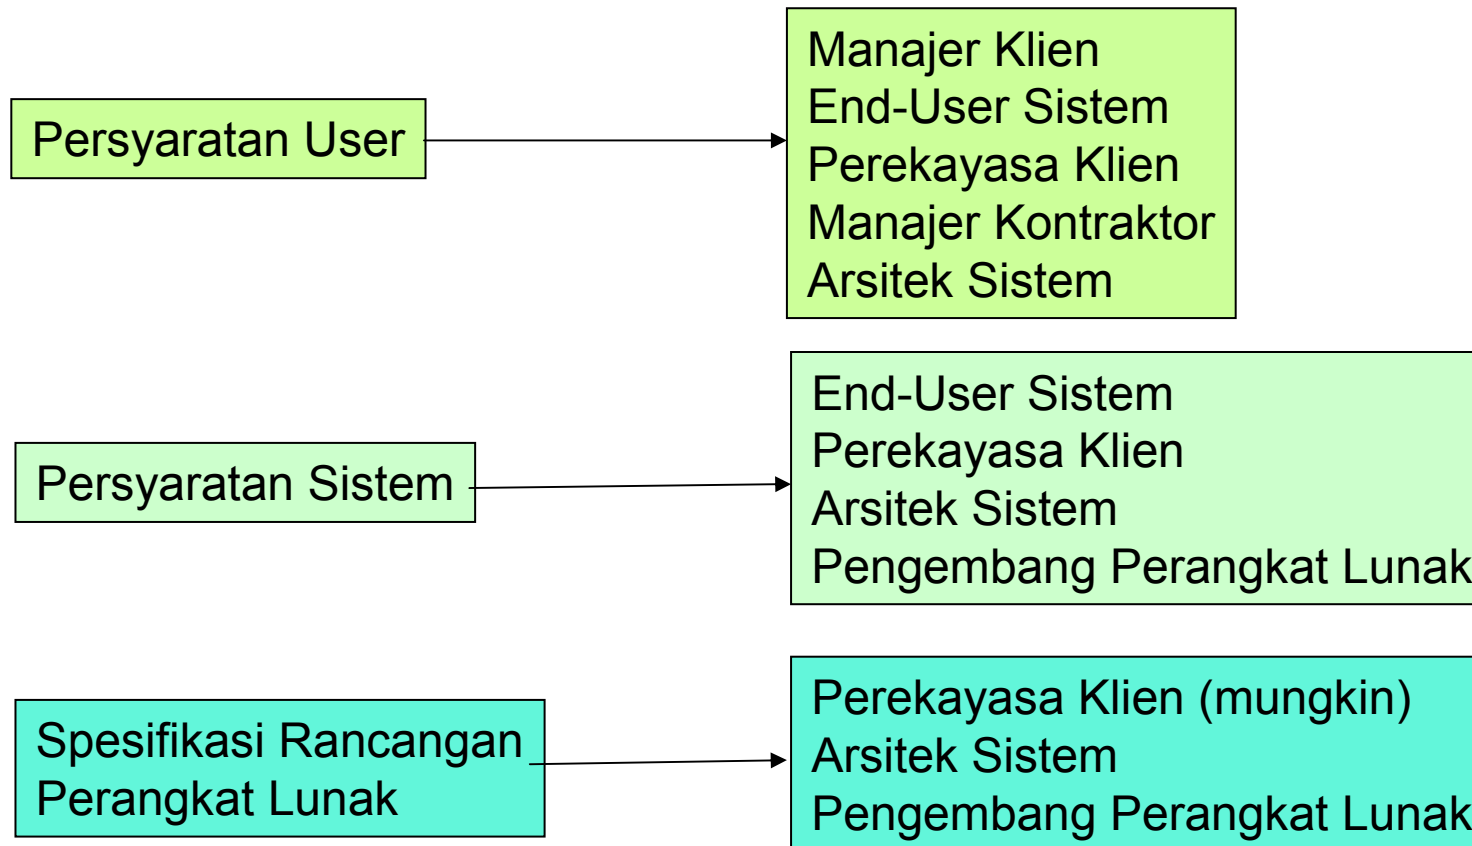 Persyaratan User
Manajer Klien
End-User Sistem
Perekayasa Klien
Manajer Kontraktor
Arsitek Sistem
Persyaratan Sistem
End-User Sistem
Perekayasa Klien
Arsitek Sistem
Pengembang Perangkat Lunak
Spesifikasi Rancangan
Perangkat Lunak
Perekayasa Klien (mungkin)
Arsitek Sistem
Pengembang Perangkat Lunak